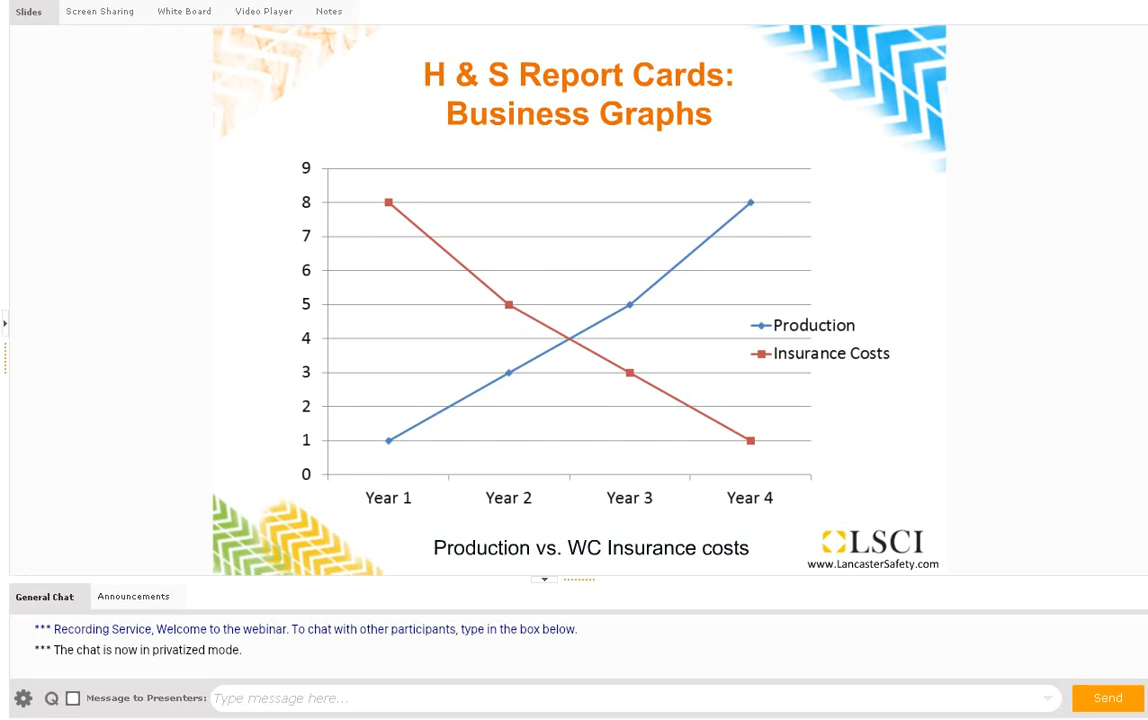 Slides Screen Sharing White Board Video Player Notes
H & S Report Cards:
Business Graphs
9
8
7
6
5
4
3
2
1
0
Production
Insurance Costs
Year 1 Year 2 Year 3 Year 4
Production vs. WC Insurance costs
LSCI
www.LancasterSafety.com
General Chat Announcements
*** Recording Service, Welcome to the webinar. To chat with other participants, type in the box below.
*** The chat is now in privatized mode.
Q Message to Presenters: Type message here... Send